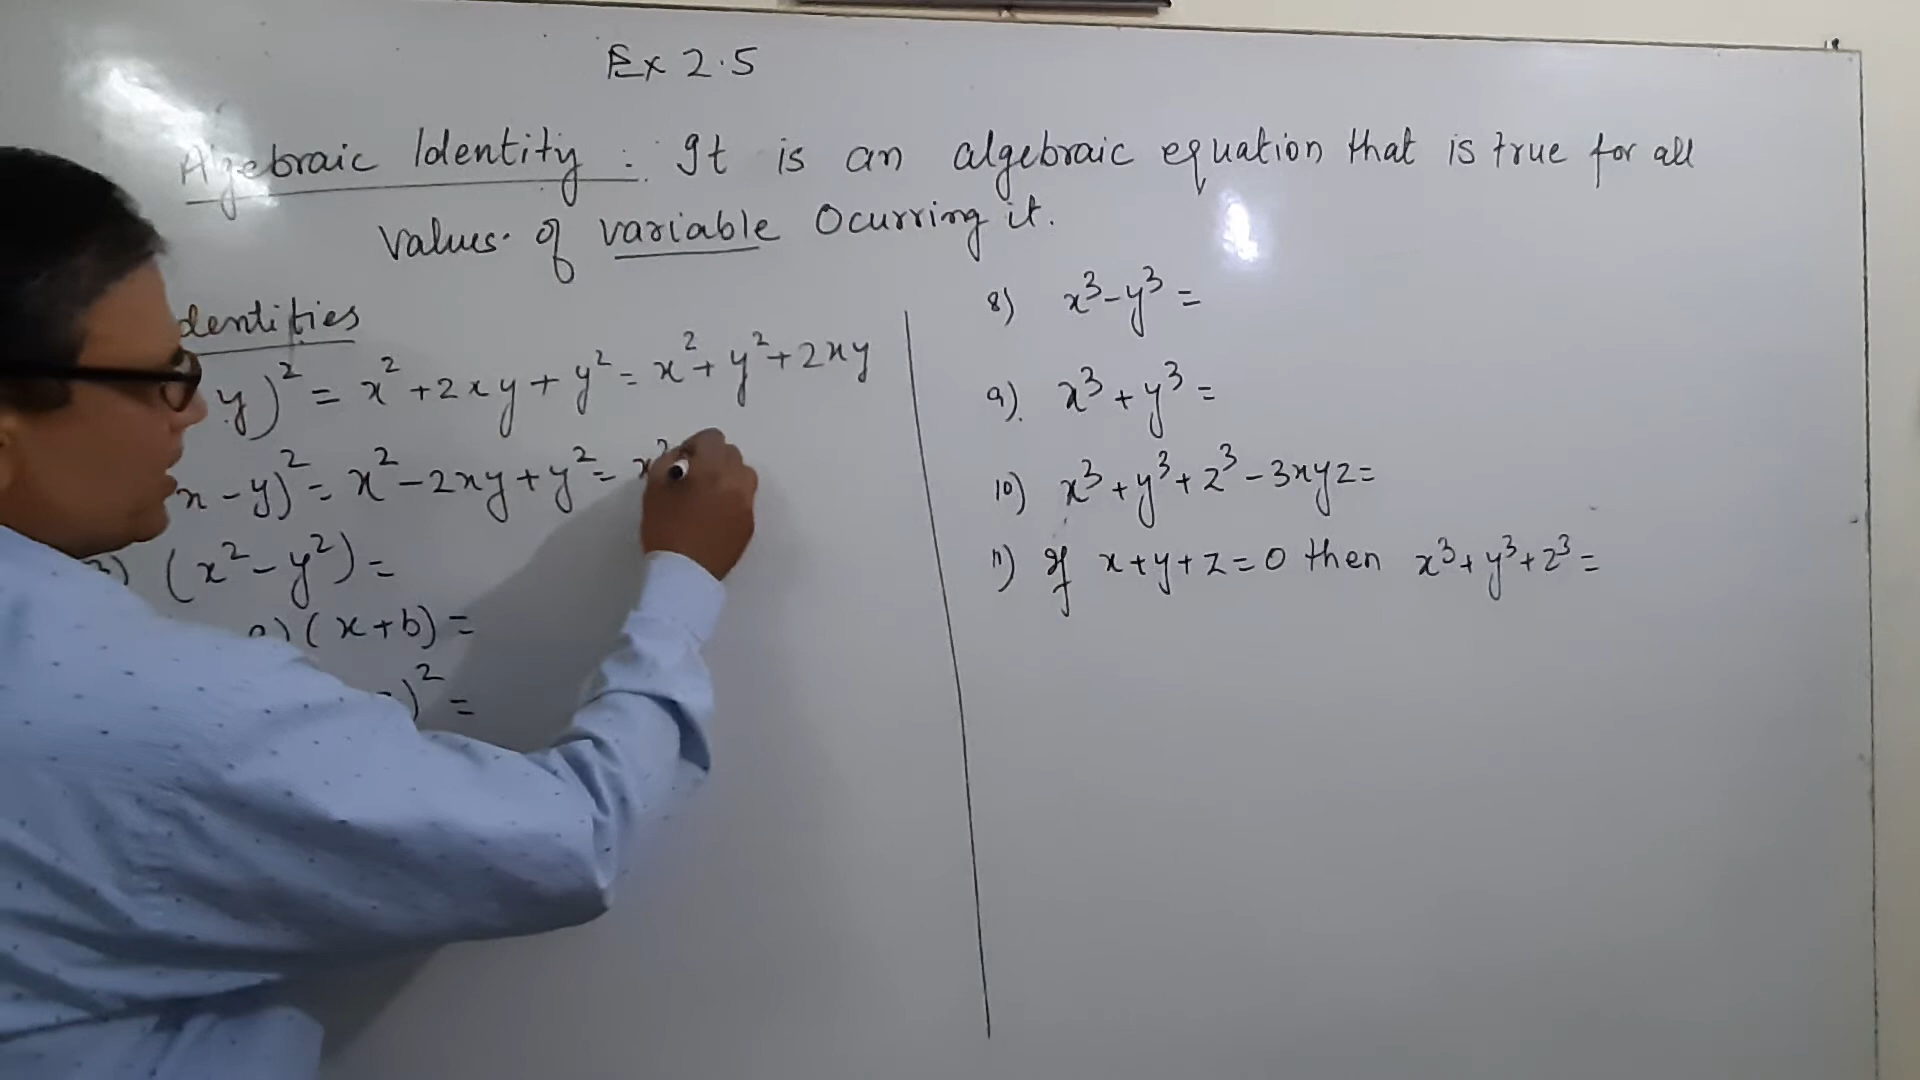 Ex 2.5
Algebraic Identity : It is an algebraic equation that is true for all
values of variable Ocurring it.
dentities
y)² = x² + 2xy + y² = x² + y² + 2xy
x - y)² = x² - 2xy + y² = x²
3) (x² - y²) =
a) (x + b) =
)² =
8) x³ - y³ =
9) x³ + y³ =
10) x³ + y³ + z³ - 3xyz =
11) If x + y + z = 0 then x³ + y³ + z³ =